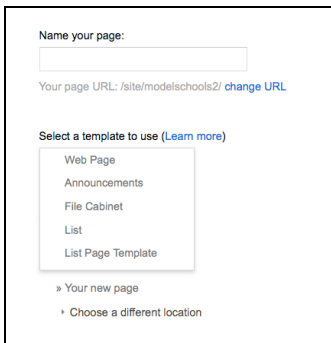 Name your page:
Your page URL: /site/modelschools2/ change URL
Select a template to use (Learn more)
Web Page
Announcements
File Cabinet
List
List Page Template
» Your new page
Choose a different location